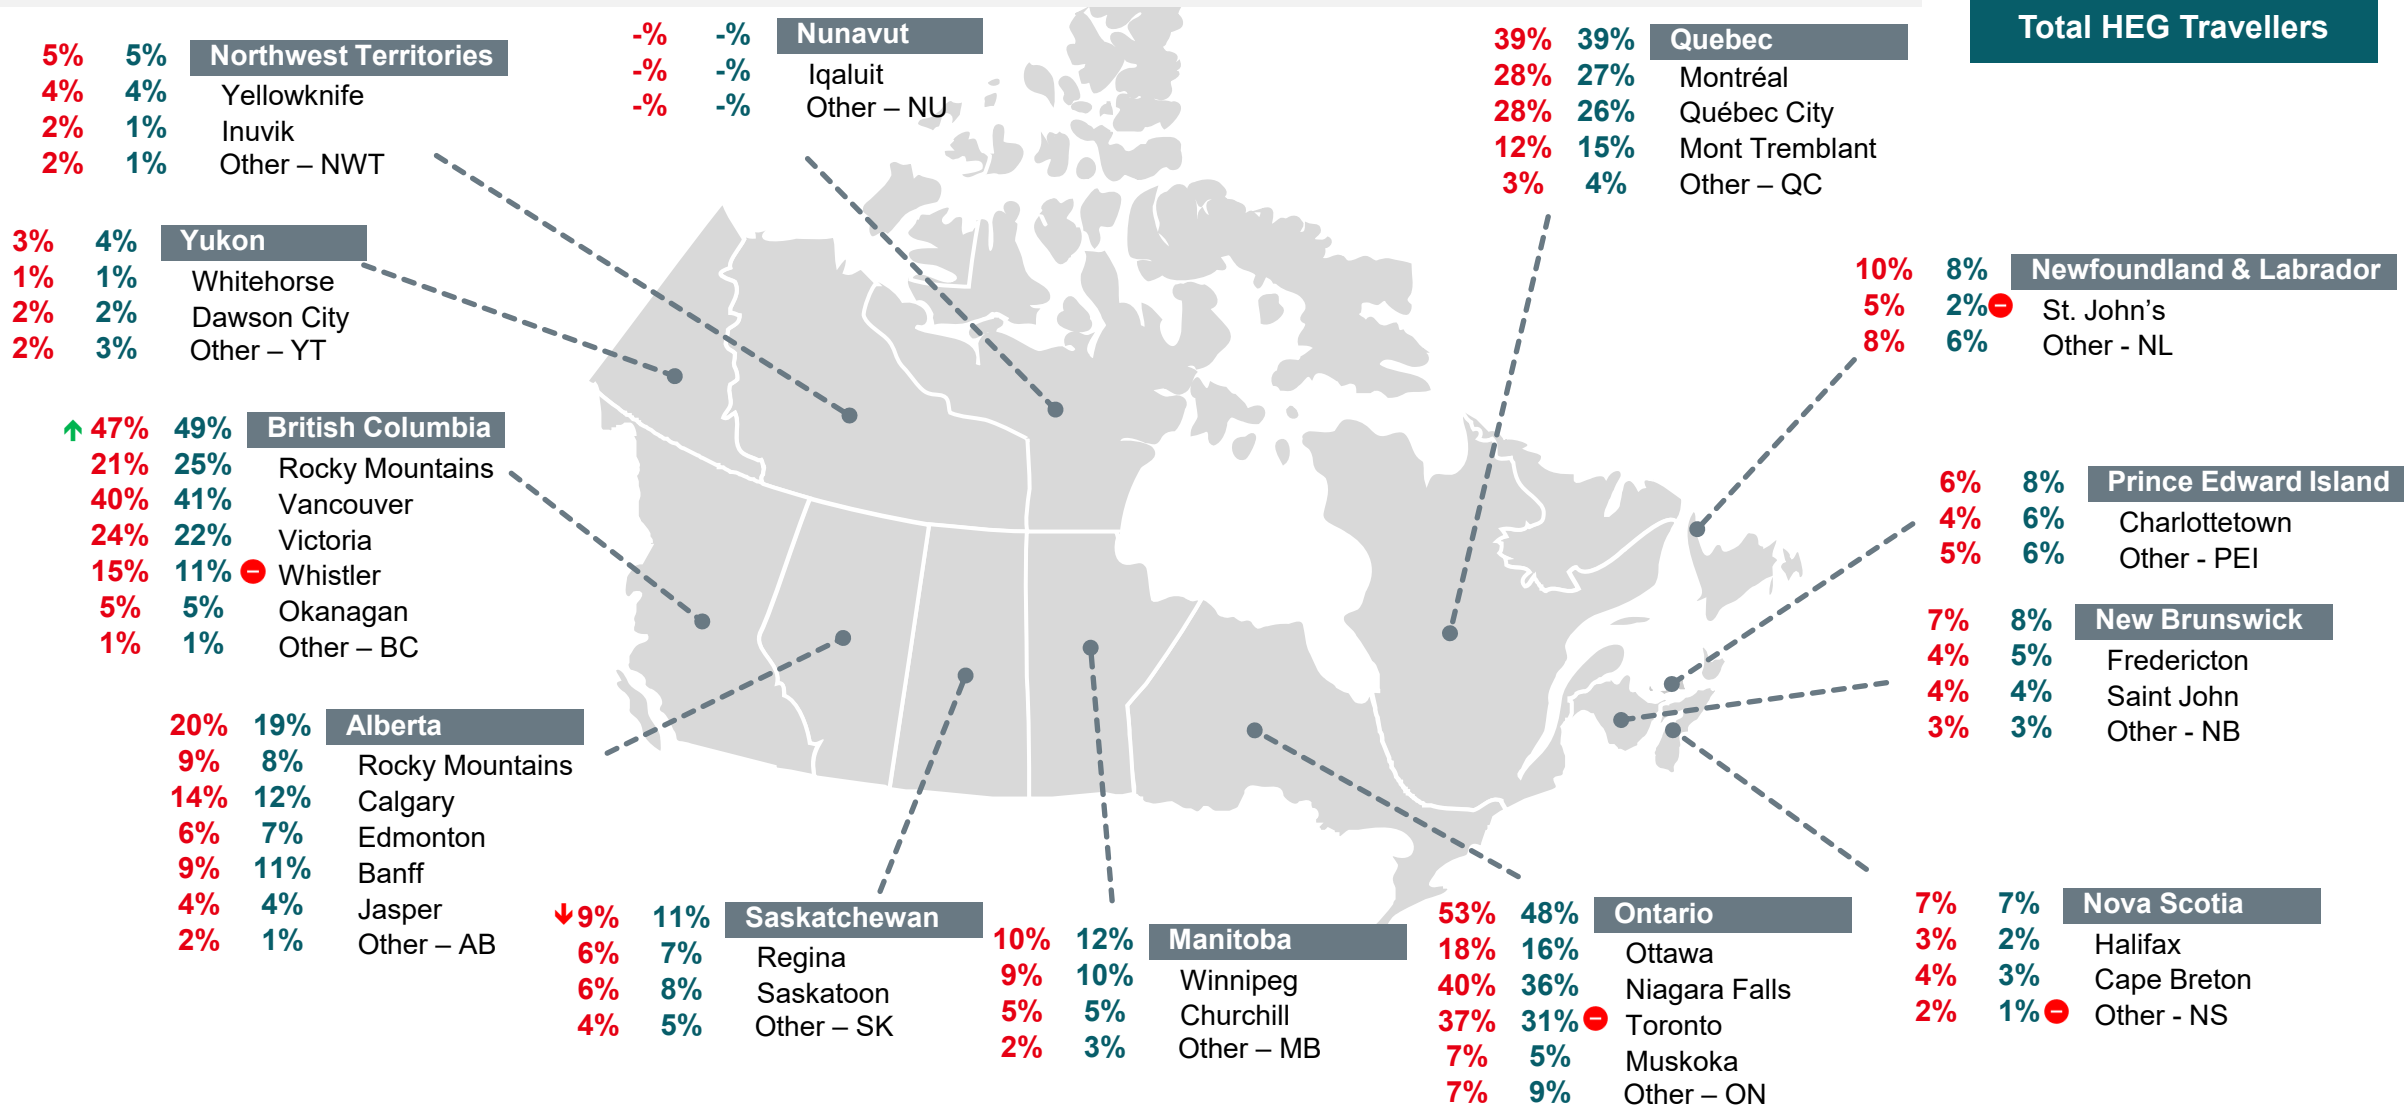 Total HEG Travellers
5% 5% Northwest Territories
4% 4% Yellowknife
2% 1% Inuvik
2% 1% Other – NWT
-% -% Nunavut
-% -% Iqaluit
-% -% Other – NU
39% 39% Quebec
28% 27% Montréal
28% 26% Québec City
12% 15% Mont Tremblant
3% 4% Other – QC
3% 4% Yukon
1% 1% Whitehorse
2% 2% Dawson City
2% 3% Other – YT
10% 8% Newfoundland & Labrador
5% 2% St. John’s
8% 6% Other - NL
47% 49% British Columbia
21% 25% Rocky Mountains
40% 41% Vancouver
24% 22% Victoria
15% 11% Whistler
5% 5% Okanagan
1% 1% Other – BC
6% 8% Prince Edward Island
4% 6% Charlottetown
5% 6% Other - PEI
7% 8% New Brunswick
4% 5% Fredericton
4% 4% Saint John
3% 3% Other - NB
20% 19% Alberta
9% 8% Rocky Mountains
14% 12% Calgary
6% 7% Edmonton
9% 11% Banff
4% 4% Jasper
2% 1% Other – AB
9% 11% Saskatchewan
6% 7% Regina
6% 8% Saskatoon
4% 5% Other – SK
10% 12% Manitoba
9% 10% Winnipeg
5% 5% Churchill
2% 3% Other – MB
53% 48% Ontario
18% 16% Ottawa
40% 36% Niagara Falls
37% 31% Toronto
7% 5% Muskoka
7% 9% Other – ON
7% 7% Nova Scotia
3% 2% Halifax
4% 3% Cape Breton
2% 1% Other - NS